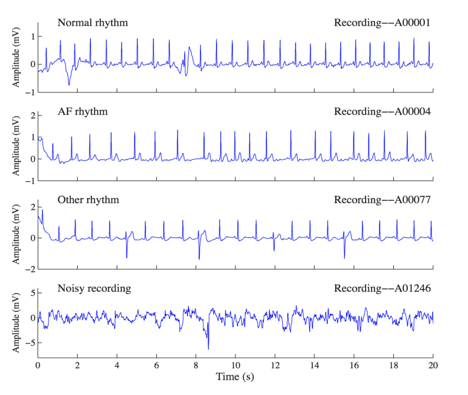 Normal rhythm Recording––A00001
1
0
−1
Amplitude (mV)
AF rhythm Recording––A00004
2
1
0
−1
Amplitude (mV)
Other rhythm Recording––A00077
2
0
−2
Amplitude (mV)
Noisy recording Recording––A01246
5
0
−5
Amplitude (mV)
0 2 4 6 8 10 12 14 16 18 20
Time (s)